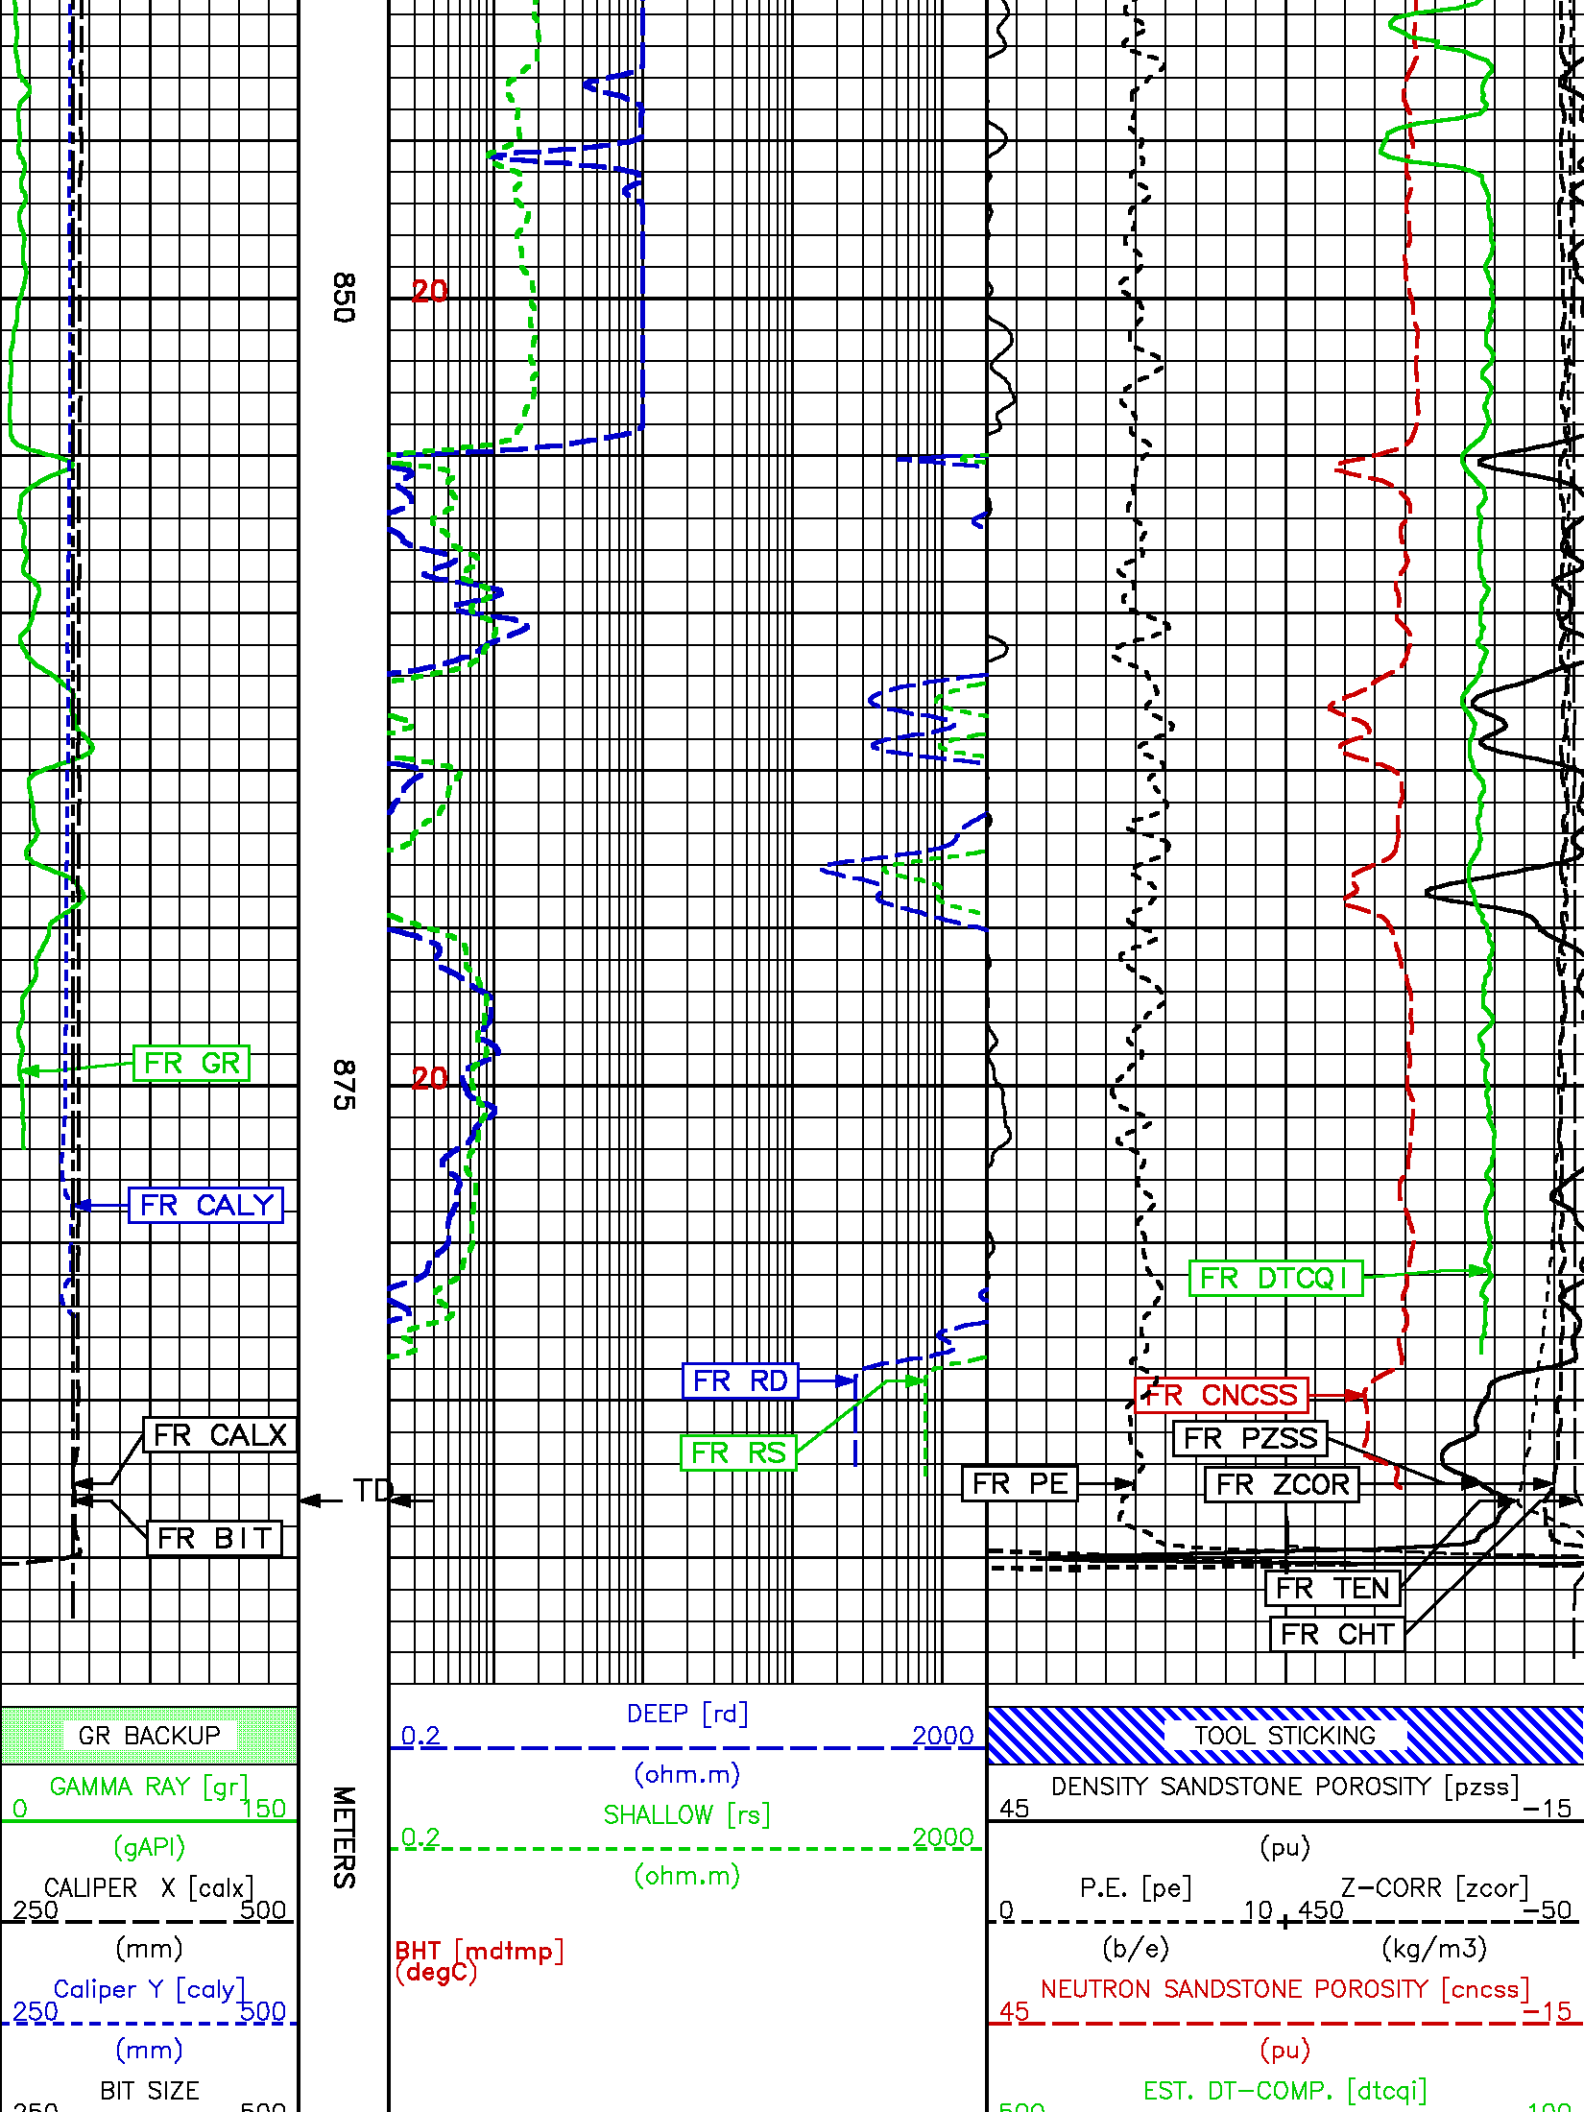 850
20
875
20
FR GR
FR CALY
FR DTCQI
FR RD
FR CNCSS
FR CALX
FR RS
FR PZSS
TD
FR PE
FR ZCOR
FR BIT
FR TEN
FR CHT
GR BACKUP
GAMMA RAY [gr]
0 150
(gAPI)
CALIPER X [calx]
250 500
(mm)
Caliper Y [caly]
250 500
(mm)
BIT SIZE
250 500
METERS
DEEP [rd]
0.2 2000
(ohm.m)
SHALLOW [rs]
0.2 2000
(ohm.m)
BHT [mdtmp]
(degC)
TOOL STICKING
DENSITY SANDSTONE POROSITY [pzss]
45 -15
(pu)
P.E. [pe] Z-CORR [zcor]
0 10 450 -50
(b/e) (kg/m3)
NEUTRON SANDSTONE POROSITY [cncss]
45 -15
(pu)
EST. DT-COMP. [dtcqi]
500 100